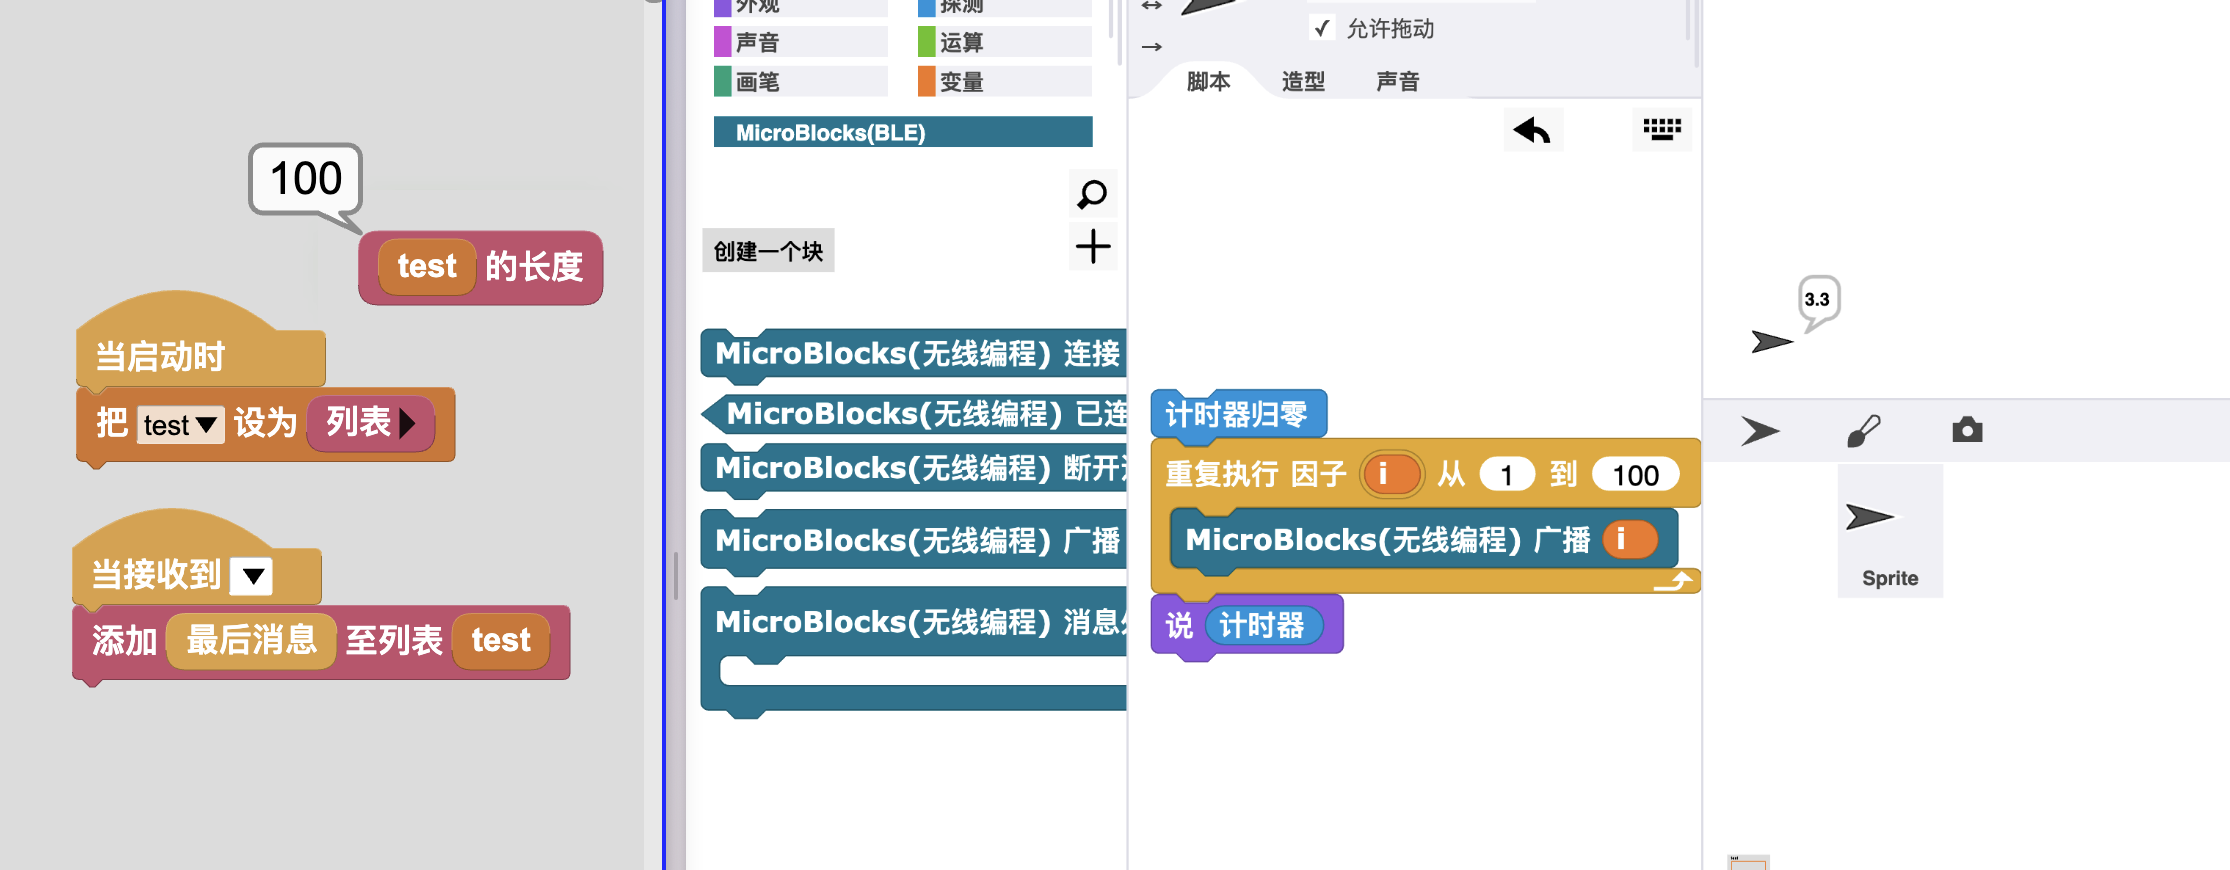 100
test 的长度
当启动时
把 test 设为 列表
当接收到
添加 最后消息 至列表 test
外观
探测
声音
运算
画笔
变量
MicroBlocks(BLE)
创建一个块
MicroBlocks(无线编程) 连接
MicroBlocks(无线编程) 已连
MicroBlocks(无线编程) 断开
MicroBlocks(无线编程) 广播
MicroBlocks(无线编程) 消息
允许拖动
脚本 造型 声音
计时器归零
重复执行 因子 i 从 1 到 100
MicroBlocks(无线编程) 广播 i
说 计时器
3.3
Sprite